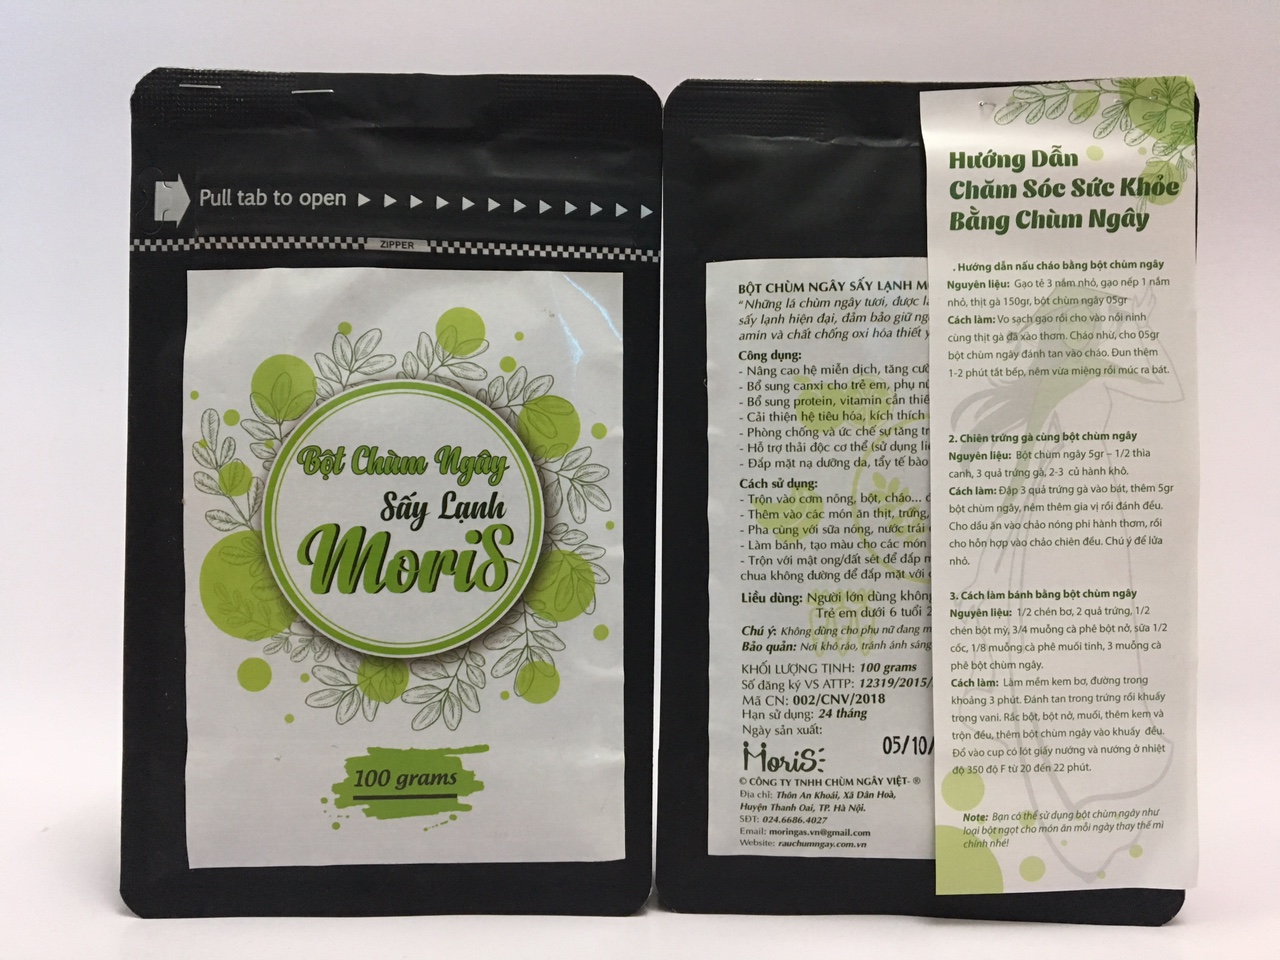 Pull tab to open
ZIPPER
Bột Chùm Ngây
Sấy Lạnh
MoriS
100 grams
BỘT CHÙM NGÂY SẤY LẠNH
“Những lá chùm ngây tươi, được
sấy lạnh hiện đại, đảm bảo giữ
amin và chất chống oxi hóa thiết
Công dụng:
- Nâng cao hệ miễn dịch, tăng
- Bổ sung canxi cho trẻ em, phụ
- Bổ sung protein, vitamin cần
- Cải thiện hệ tiêu hóa, kích thích
- Phòng chống và ức chế sự tăng
- Hỗ trợ thải độc cơ thể (sử dụng
- Đắp mặt nạ dưỡng da, tẩy tế bào
Cách sử dụng:
- Trộn vào cơm nóng, bột, cháo...
- Thêm vào các món ăn thịt, trứng,
- Pha cùng với sữa nóng, nước trái
- Làm bánh, tạo màu cho các món
- Trộn với mật ong/đất sét để đắp
chua không đường để đắp mặt với
Liều dùng: Người lớn dùng không
Trẻ em dưới 6 tuổi
Chú ý: Không dùng cho phụ nữ đang
Bảo quản: Nơi khô ráo, tránh ánh sáng
KHỐI LƯỢNG TỊNH: 100 grams
Số đăng ký VS ATTP: 12319/2015/
Mã CN: 002/CNV/2018
Hạn sử dụng: 24 tháng
Ngày sản xuất:
05/10/
MoriS
© CÔNG TY TNHH CHÙM NGÂY VIỆT- ®
Địa chỉ: Thôn An Khoái, Xã Dân Hoà,
Huyện Thanh Oai, TP. Hà Nội.
SĐT: 024.6686.4027
Email: moringas.vn@gmail.com
Website: rauchumngay.com.vn
Hướng Dẫn
Chăm Sóc Sức Khỏe
Bằng Chùm Ngây
. Hướng dẫn nấu cháo bằng bột chùm ngây
Nguyên liệu: Gạo tẻ 3 nắm nhỏ, gạo nếp 1 nắm
nhỏ, thịt gà 150gr, bột chùm ngây 05gr
Cách làm: Vo sạch gạo rồi cho vào nồi ninh
cùng thịt gà đã xào thơm. Cháo nhừ, cho 05gr
bột chùm ngây đánh tan vào cháo. Đun thêm
1-2 phút tắt bếp, nêm vừa miệng rồi múc ra bát.
2. Chiên trứng gà cùng bột chùm ngây
Nguyên liệu: Bột chùm ngây 5gr – 1/2 thìa
canh, 3 quả trứng gà, 2-3 củ hành khô.
Cách làm: Đập 3 quả trứng gà vào bát, thêm 5gr
bột chùm ngây, nêm thêm gia vị rồi đánh đều.
Cho dầu ăn vào chảo nóng phi hành thơm, rồi
cho hỗn hợp vào chảo chiên đều. Chú ý để lửa
nhỏ.
3. Cách làm bánh bằng bột chùm ngây
Nguyên liệu: 1/2 chén bơ, 2 quả trứng, 1/2
chén bột mỳ, 3/4 muỗng cà phê bột nở, sữa 1/2
cốc, 1/8 muỗng cà phê muối tinh, 3 muỗng cà
phê bột chùm ngây.
Cách làm: Làm mềm kem bơ, đường trong
khoảng 3 phút. Đánh tan trong trứng rồi khuấy
trong vani. Rắc bột, bột nở, muối, thêm kem và
trộn đều, thêm bột chùm ngây vào khuấy đều.
Đổ vào cup có lót giấy nướng và nướng ở nhiệt
độ 350 độ F từ 20 đến 22 phút.
Note: Bạn có thể sử dụng bột chùm ngây như
loại bột ngọt cho món ăn mỗi ngày thay thế mì
chính nhé!